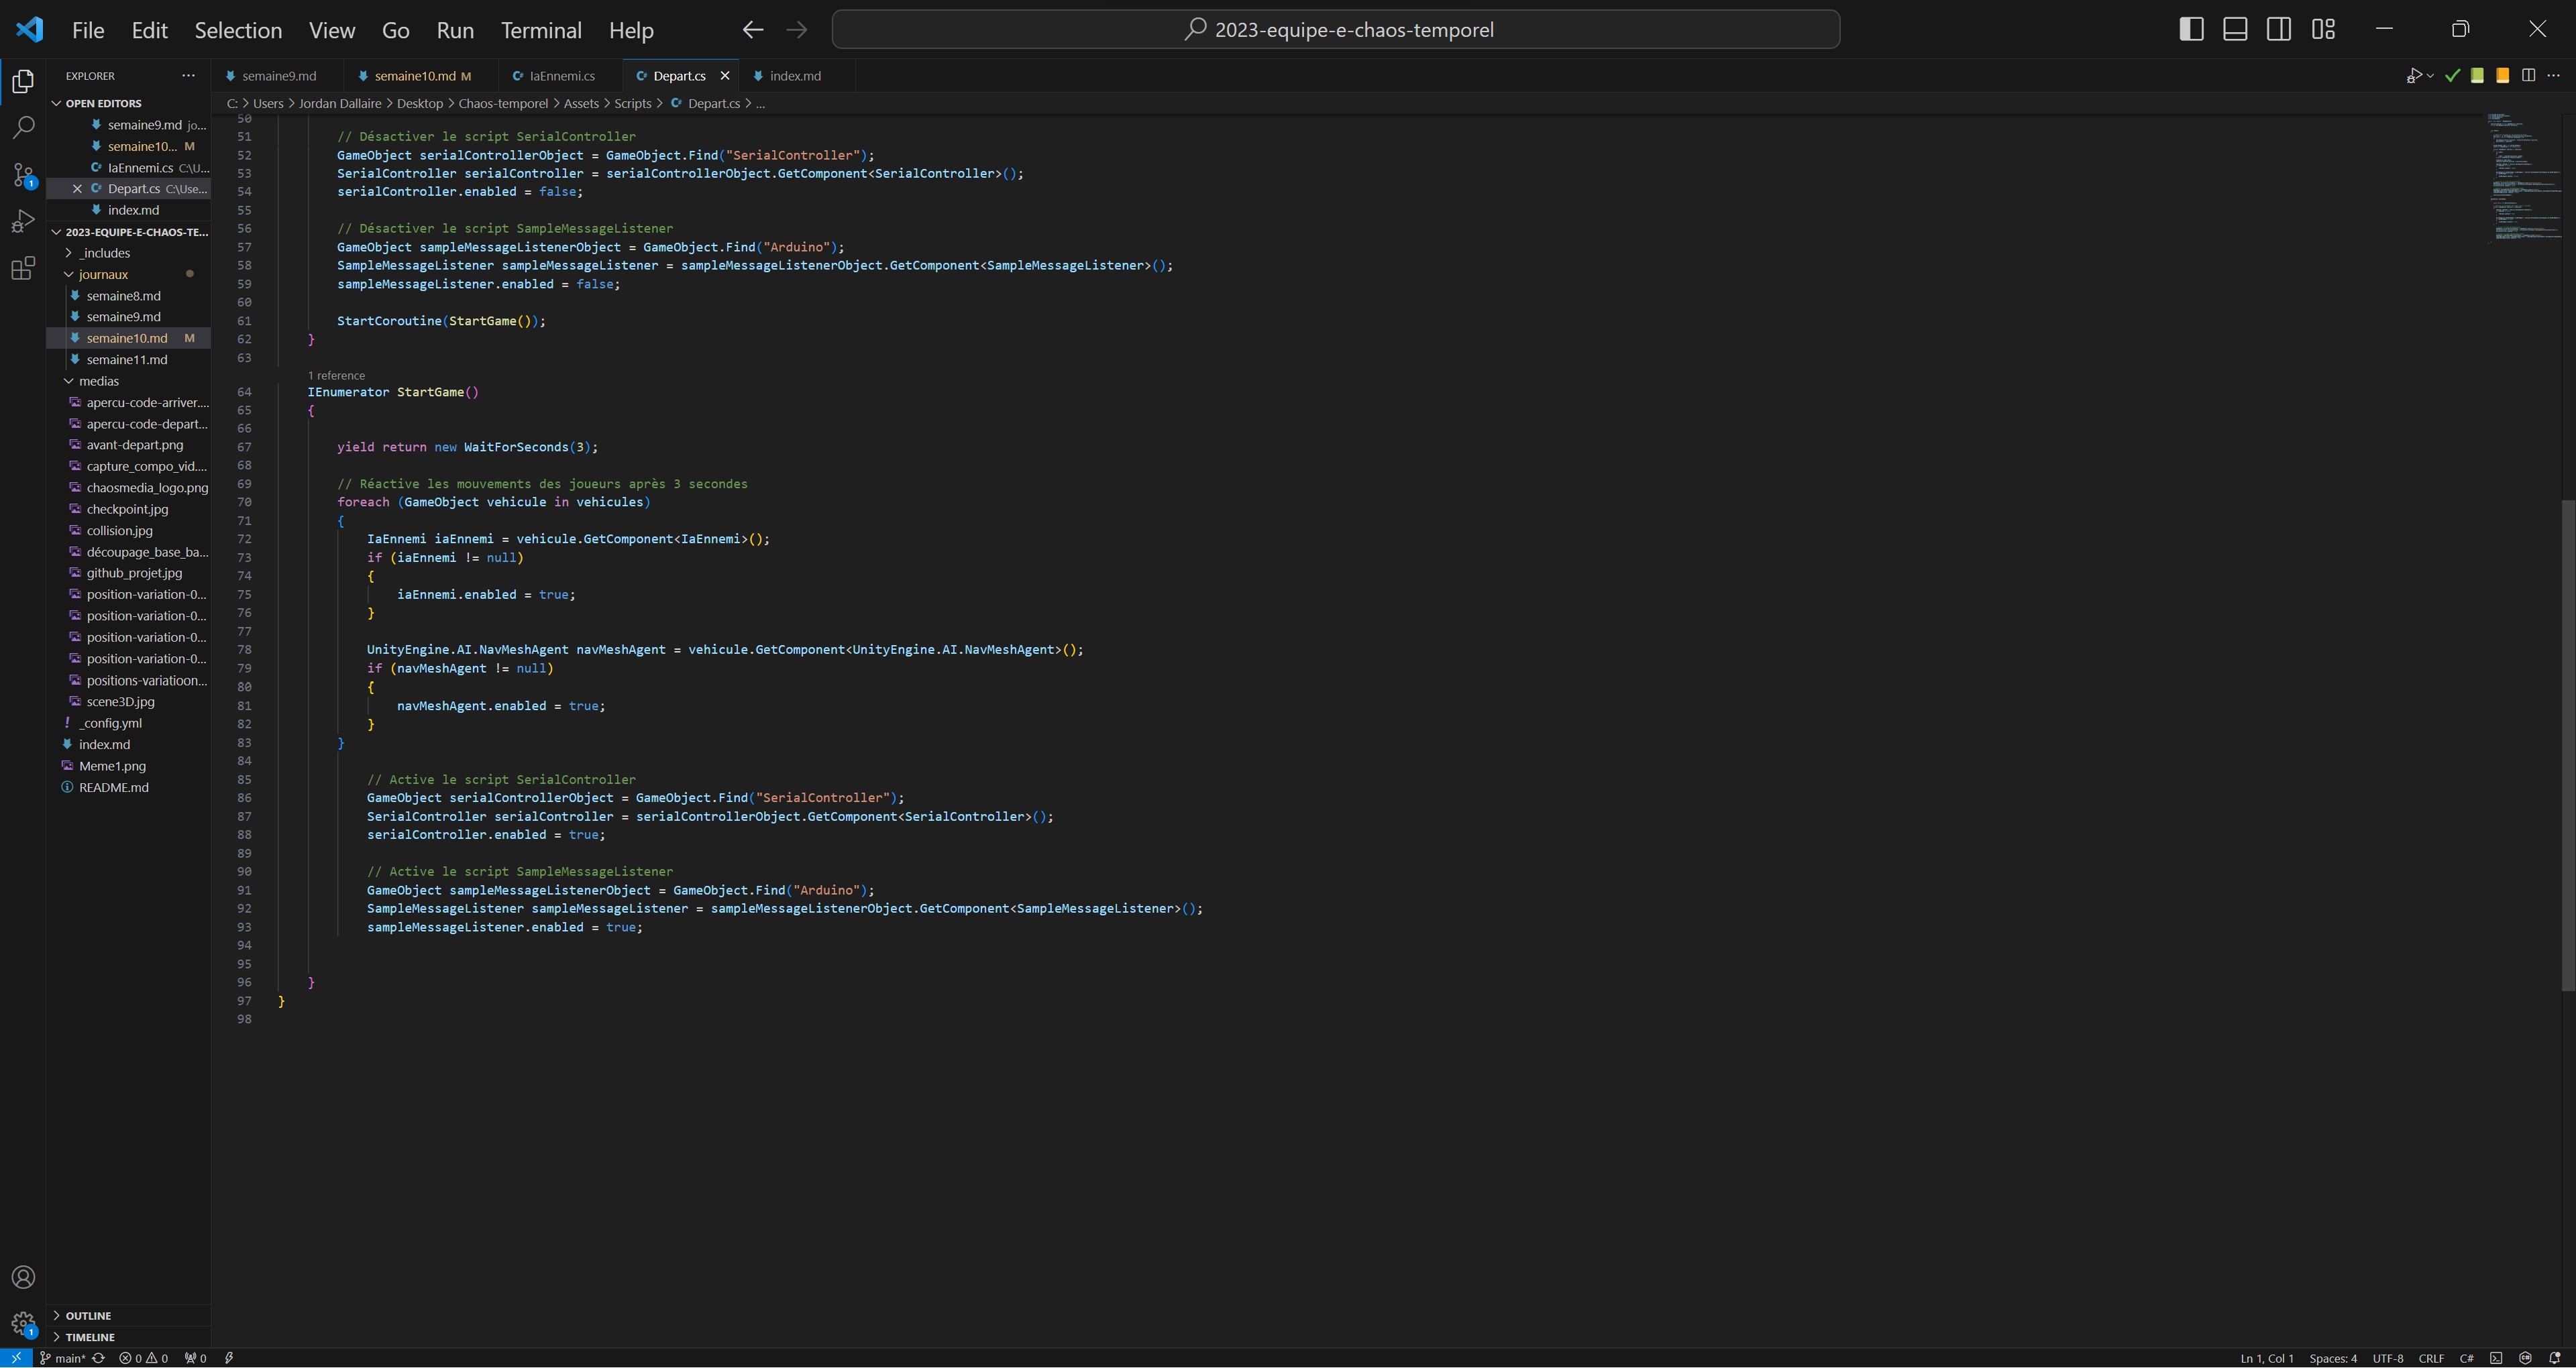 File Edit Selection View Go Run Terminal Help
2023-equipe-e-chaos-temporel
EXPLORER
OPEN EDITORS
semaine9.md jo...
semaine10... M
IaEnnemi.cs C:\U...
Depart.cs C:\Use...
index.md
2023-EQUIPE-E-CHAOS-TE...
_includes
journaux
semaine8.md
semaine9.md
semaine10.md M
semaine11.md
medias
apercu-code-arriver....
apercu-code-depart...
avant-depart.png
capture_compo_vid....
chaosmedia_logo.png
checkpoint.jpg
collision.jpg
découpage_base_ba...
github_projet.jpg
position-variation-0...
position-variation-0...
position-variation-0...
position-variation-0...
positions-variatioon...
scene3D.jpg
_config.yml
index.md
Meme1.png
README.md
OUTLINE
TIMELINE
semaine9.md semaine10.md M IaEnnemi.cs Depart.cs index.md
C: > Users > Jordan Dallaire > Desktop > Chaos-temporel > Assets > Scripts > Depart.cs > ...
50
51 // Désactiver le script SerialController
52 GameObject serialControllerObject = GameObject.Find("SerialController");
53 SerialController serialController = serialControllerObject.GetComponent<SerialController>();
54 serialController.enabled = false;
55
56 // Désactiver le script SampleMessageListener
57 GameObject sampleMessageListenerObject = GameObject.Find("Arduino");
58 SampleMessageListener sampleMessageListener = sampleMessageListenerObject.GetComponent<SampleMessageListener>();
59 sampleMessageListener.enabled = false;
60
61 StartCoroutine(StartGame());
62 }
63
1 reference
64 IEnumerator StartGame()
65 {
66
67 yield return new WaitForSeconds(3);
68
69 // Réactive les mouvements des joueurs après 3 secondes
70 foreach (GameObject vehicule in vehicules)
71 {
72 IaEnnemi iaEnnemi = vehicule.GetComponent<IaEnnemi>();
73 if (iaEnnemi != null)
74 {
75 iaEnnemi.enabled = true;
76 }
77
78 UnityEngine.AI.NavMeshAgent navMeshAgent = vehicule.GetComponent<UnityEngine.AI.NavMeshAgent>();
79 if (navMeshAgent != null)
80 {
81 navMeshAgent.enabled = true;
82 }
83 }
84
85 // Active le script SerialController
86 GameObject serialControllerObject = GameObject.Find("SerialController");
87 SerialController serialController = serialControllerObject.GetComponent<SerialController>();
88 serialController.enabled = true;
89
90 // Active le script SampleMessageListener
91 GameObject sampleMessageListenerObject = GameObject.Find("Arduino");
92 SampleMessageListener sampleMessageListener = sampleMessageListenerObject.GetComponent<SampleMessageListener>();
93 sampleMessageListener.enabled = true;
94
95
96 }
97 }
98
1
1
main* 0 0 0 Ln 1, Col 1 Spaces: 4 UTF-8 CRLF C#